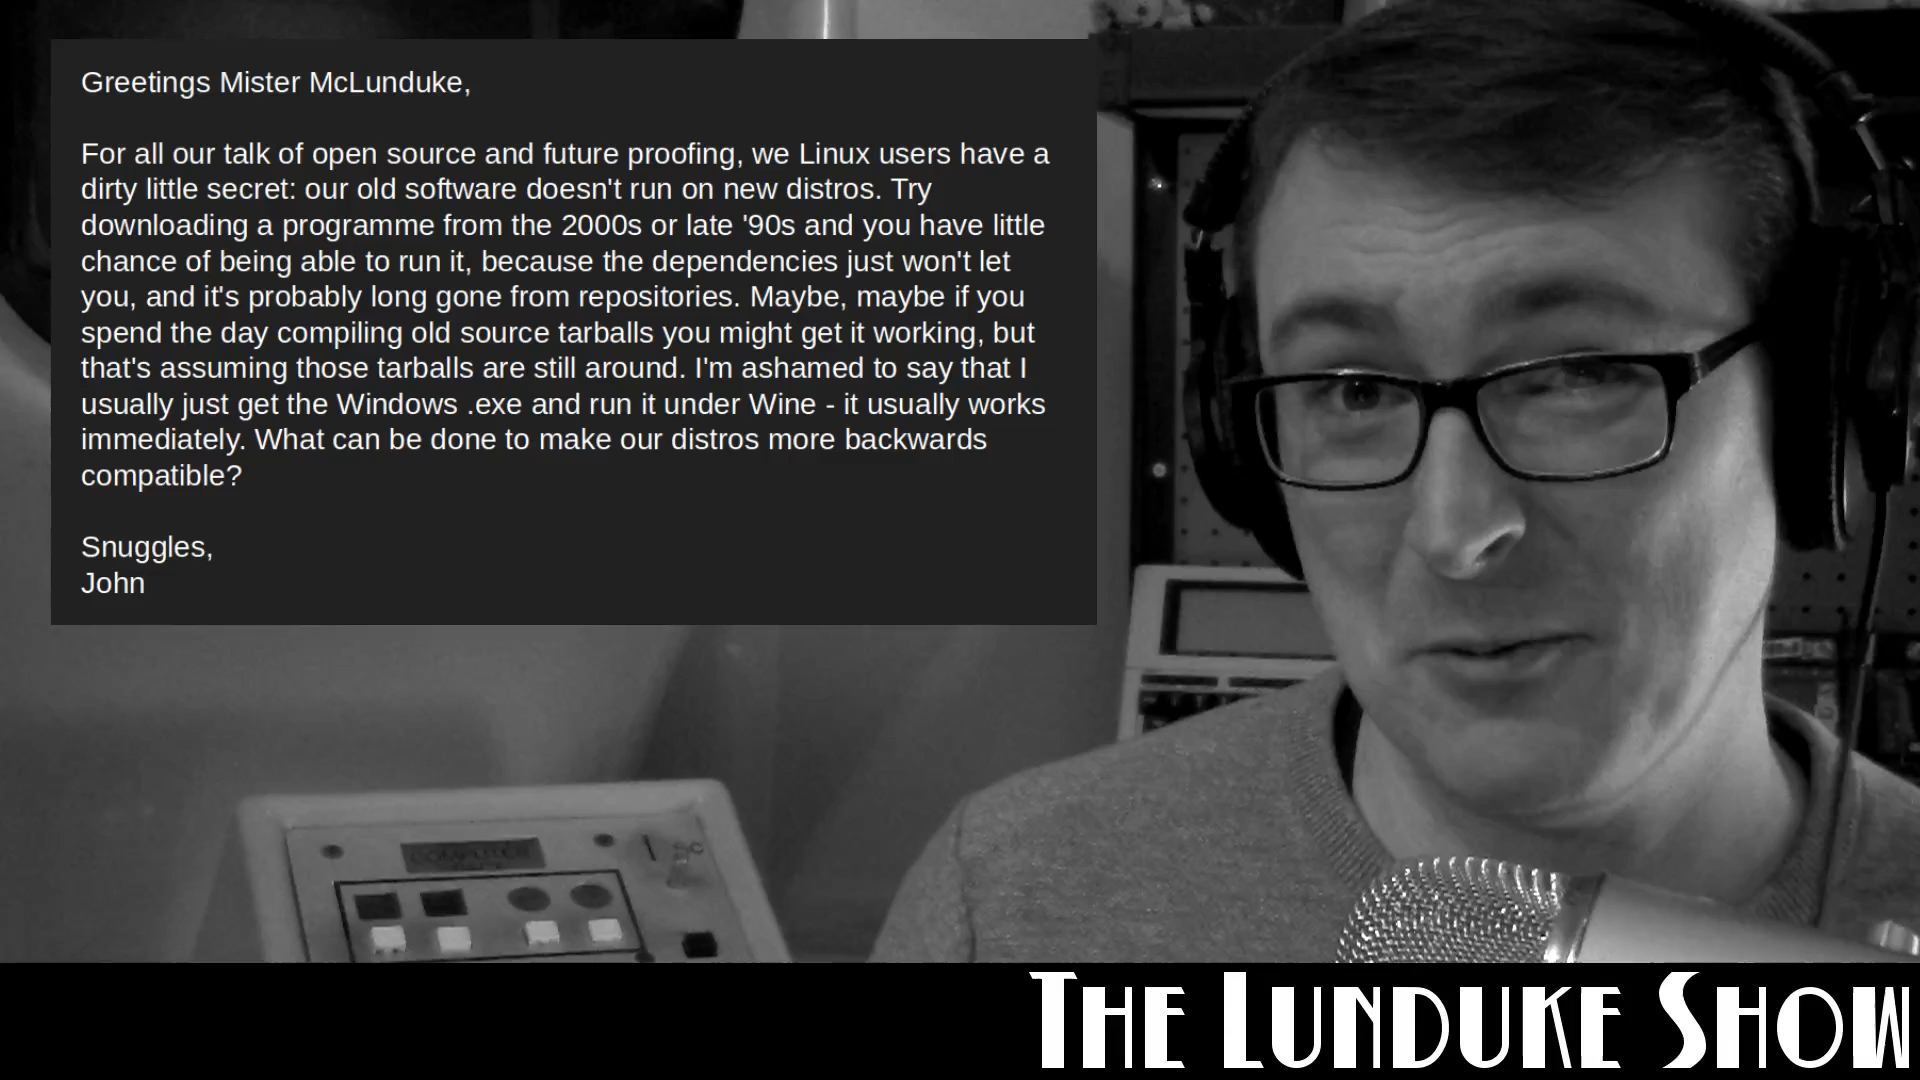 Greetings Mister McLunduke,
For all our talk of open source and future proofing, we Linux users have a
dirty little secret: our old software doesn't run on new distros. Try
downloading a programme from the 2000s or late '90s and you have little
chance of being able to run it, because the dependencies just won't let
you, and it's probably long gone from repositories. Maybe, maybe if you
spend the day compiling old source tarballs you might get it working, but
that's assuming those tarballs are still around. I'm ashamed to say that I
usually just get the Windows .exe and run it under Wine - it usually works
immediately. What can be done to make our distros more backwards
compatible?
Snuggles,
John
COMPUTER
THE LUNDUKE SHOW